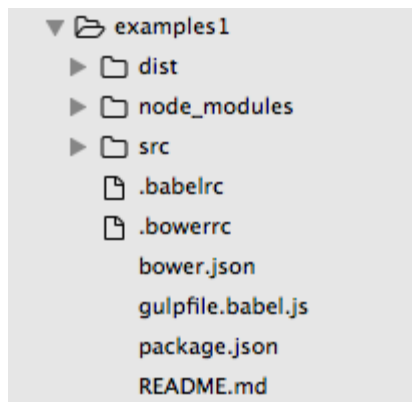 examples1
dist
node_modules
src
.babelrc
.bowerrc
bower.json
gulpfile.babel.js
package.json
README.md